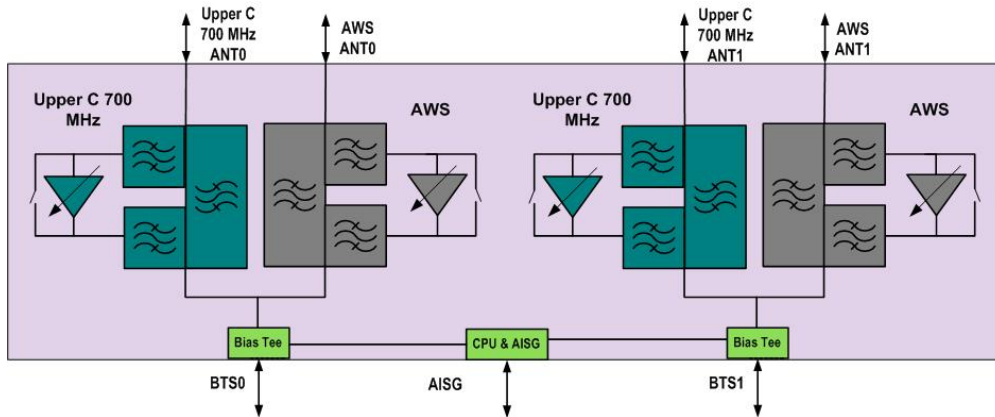 Upper C
700 MHz
ANT0
AWS
ANT0
Upper C
700 MHz
ANT1
AWS
ANT1
Upper C 700
MHz
AWS
Upper C 700
MHz
AWS
Bias Tee
CPU & AISG
Bias Tee
BTS0
AISG
BTS1